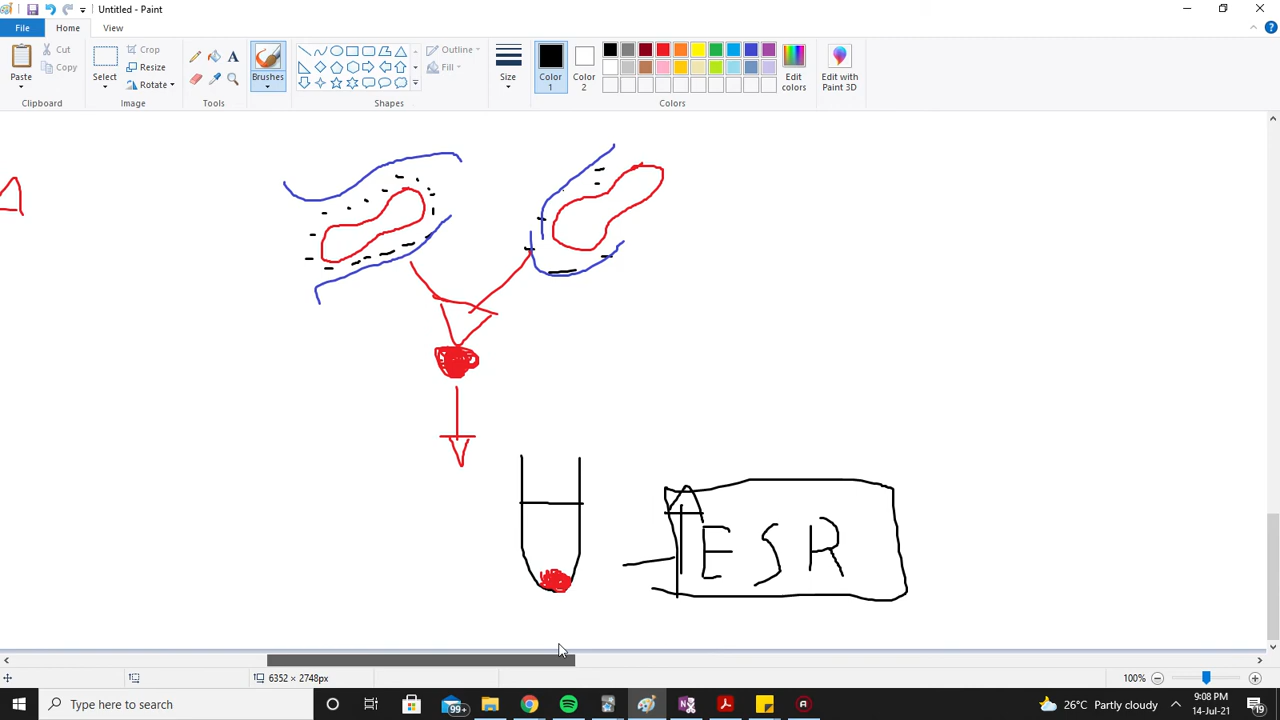 Untitled - Paint
File
Home
View
Paste
Cut
Copy
Clipboard
Select
Crop
Resize
Rotate
Image
A
Tools
Brushes
Shapes
Outline
Fill
Size
Color 1
Color 2
Edit colors
Colors
Edit with Paint 3D
ESR
6352 × 2748px
100%
Type here to search
99+
26°C Partly cloudy
9:08 PM
14-Jul-21
19